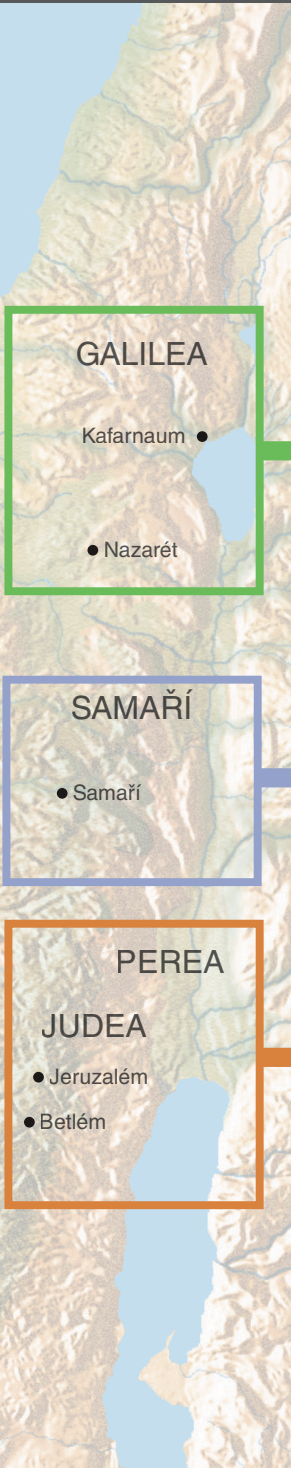 GALILEA
Kafarnaum
Nazarét
SAMAŘÍ
Samaří
PEREA
JUDEA
Jeruzalém
Betlém